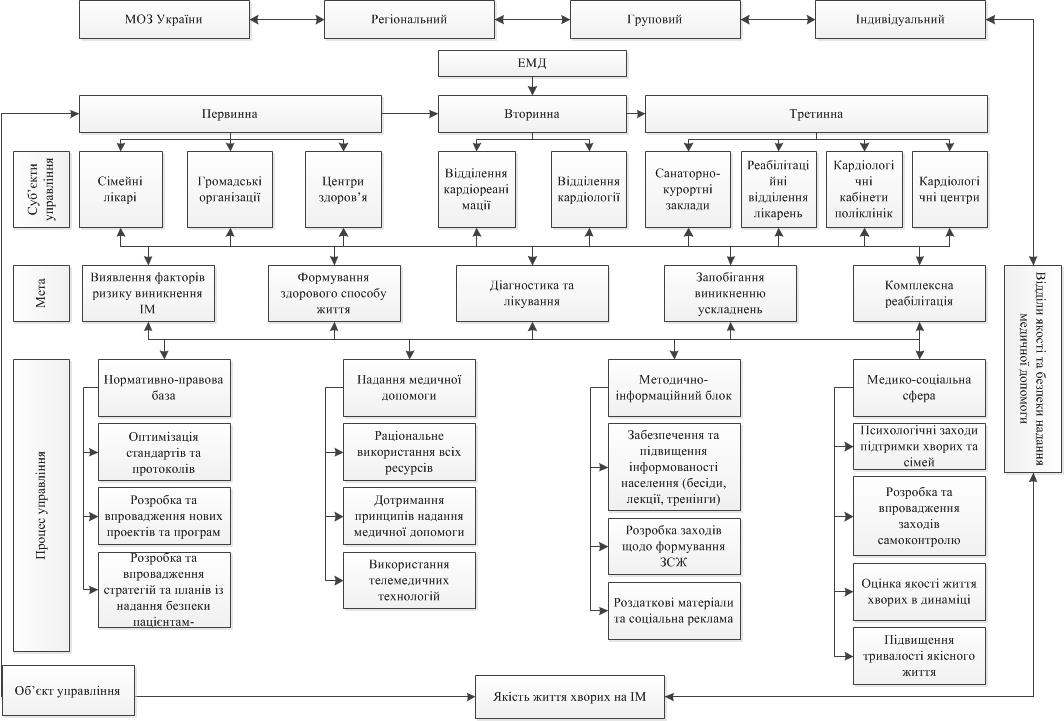 МОЗ України
Регіональний
Груповий
Індивідуальний
ЕМД
Первинна
Вторинна
Третинна
Суб’єкти
управління
Сімейні
лікарі
Громадські
організації
Центри
здоров’я
Відділення
кардіореані
мації
Відділення
кардіології
Санаторно-
курортні
заклади
Реабілітаці
йні
відділення
лікарень
Кардіологі
чні
кабінети
поліклінік
Кардіологі
чні центри
Мета
Виявлення факторів
ризику виникнення
ІМ
Формування
здорового способу
життя
Діагностика та
лікування
Запобігання
виникненню
ускладнень
Комплексна
реабілітація
Відділи якості та безпеки надання
медичної допомоги
Процес управління
Нормативно-правова
база
Оптимізація
стандартів та
протоколів
Розробка та
впровадження нових
проектів та програм
Розробка та
впровадження
стратегій та планів із
надання безпеки
пацієнтам-
Надання медичної
допомоги
Раціональне
використання всіх
ресурсів
Дотримання
принципів надання
медичної допомоги
Використання
телемедичних
технологій
Методично-
інформаційний блок
Забезпечення та
підвищення
інформованості
населення (бесіди,
лекції, тренінги)
Розробка заходів
щодо формування
ЗСЖ
Роздаткові матеріали
та соціальна реклама
Медико-соціальна
сфера
Психологічні заходи
підтримки хворих та
сімей
Розробка та
впровадження
заходів
самоконтролю
Оцінка якості життя
хворих в динаміці
Підвищення
тривалості якісного
життя
Об’єкт управління
Якість життя хворих на ІМ